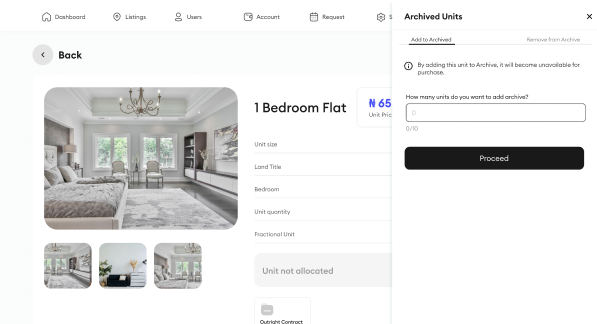 Dashboard
Listings
Users
Account
Request
S
Archived Units
Add to Archived
Remove from Archive
By adding this unit to Archive, it will become unavailable for
purchase.
How many units do you want to add archive?
0
0/10
Proceed
Back
1 Bedroom Flat
₦ 65
Unit Pric
Unit size
Land Title
Bedroom
Unit quantity
Fractional Unit
Unit not allocated
Outright Contract